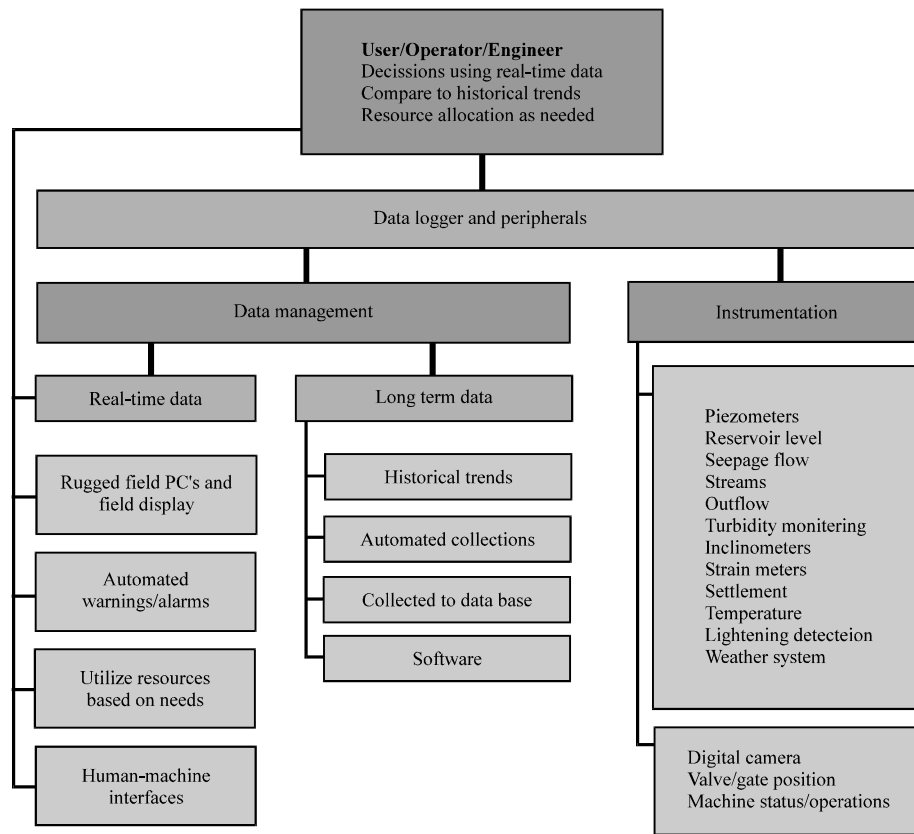 User/Operator/Engineer
Decissions using real-time data
Compare to historical trends
Resource allocation as needed
Data logger and peripherals
Data management
Instrumentation
Real-time data
Long term data
Rugged field PC's and
field display
Automated
warnings/alarms
Utilize resources
based on needs
Human-machine
interfaces
Historical trends
Automated collections
Collected to data base
Software
Piezometers
Reservoir level
Seepage flow
Streams
Outflow
Turbidity monitering
Inclinometers
Strain meters
Settlement
Temperature
Lightening detecteion
Weather system
Digital camera
Valve/gate position
Machine status/operations